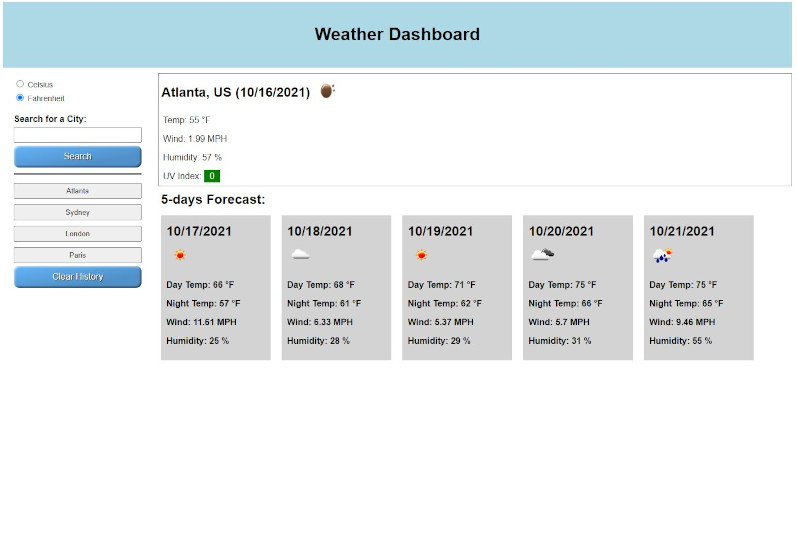 Weather Dashboard
Celsius
Fahrenheit
Search for a City:
Search
Atlanta
Sydney
London
Paris
Clear History
Atlanta, US (10/16/2021)
Temp: 55 °F
Wind: 1.99 MPH
Humidity: 57 %
UV Index: 0
5-days Forecast:
10/17/2021
Day Temp: 66 °F
Night Temp: 57 °F
Wind: 11.61 MPH
Humidity: 25 %
10/18/2021
Day Temp: 68 °F
Night Temp: 61 °F
Wind: 6.33 MPH
Humidity: 28 %
10/19/2021
Day Temp: 71 °F
Night Temp: 62 °F
Wind: 5.37 MPH
Humidity: 29 %
10/20/2021
Day Temp: 75 °F
Night Temp: 66 °F
Wind: 5.7 MPH
Humidity: 31 %
10/21/2021
Day Temp: 75 °F
Night Temp: 65 °F
Wind: 9.46 MPH
Humidity: 55 %